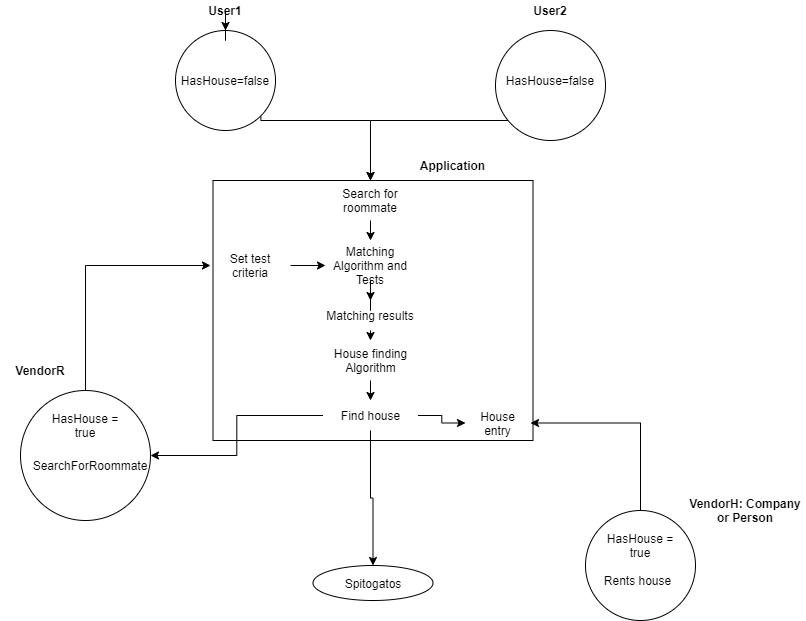 User1
User2
HasHouse=false
HasHouse=false
Application
Search for
roommate
Set test
criteria
Matching
Algorithm and
Tests
Matching results
House finding
Algorithm
VendorR
HasHouse =
true
SearchForRoommate
Find house
House
entry
VendorH: Company
or Person
HasHouse =
true
Rents house
Spitogatos